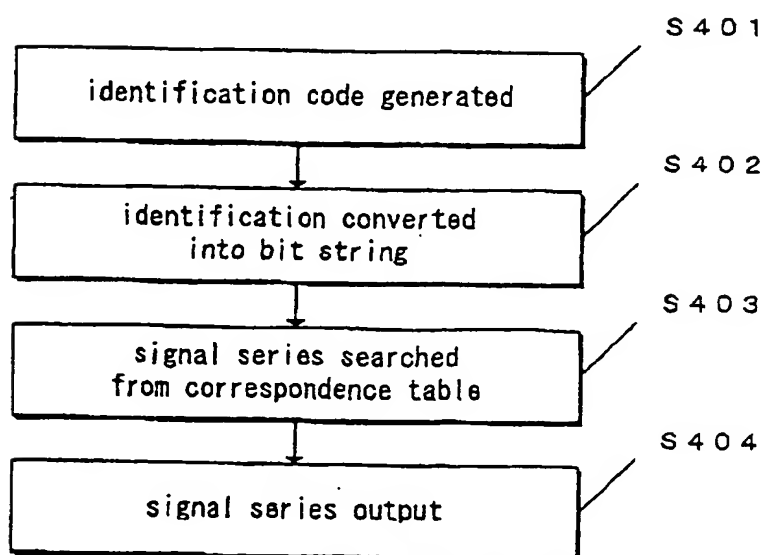 S401
identification code generated
S402
identification converted
into bit string
S403
signal series searched
from correspondence table
S404
signal series output